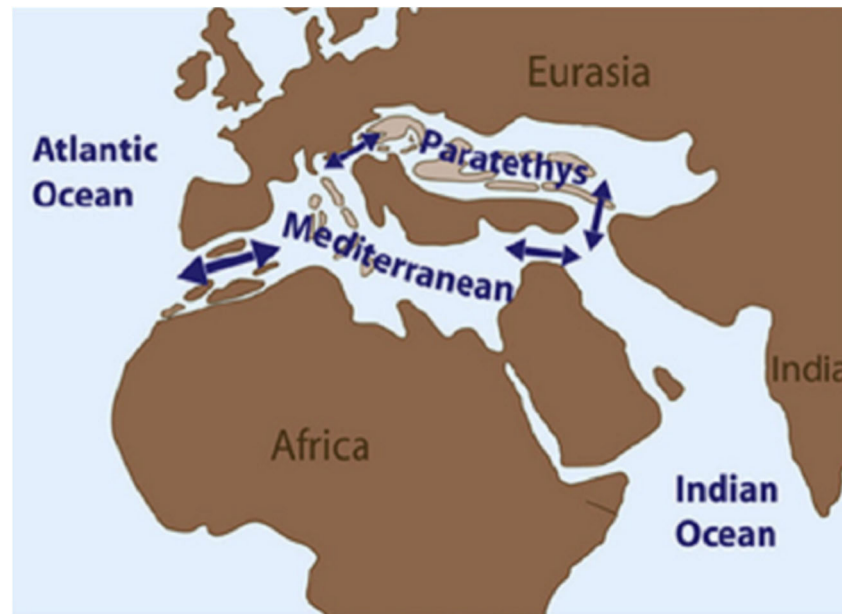 Eurasia
Atlantic
Ocean
Paratethys
Mediterranean
India
Africa
Indian
Ocean